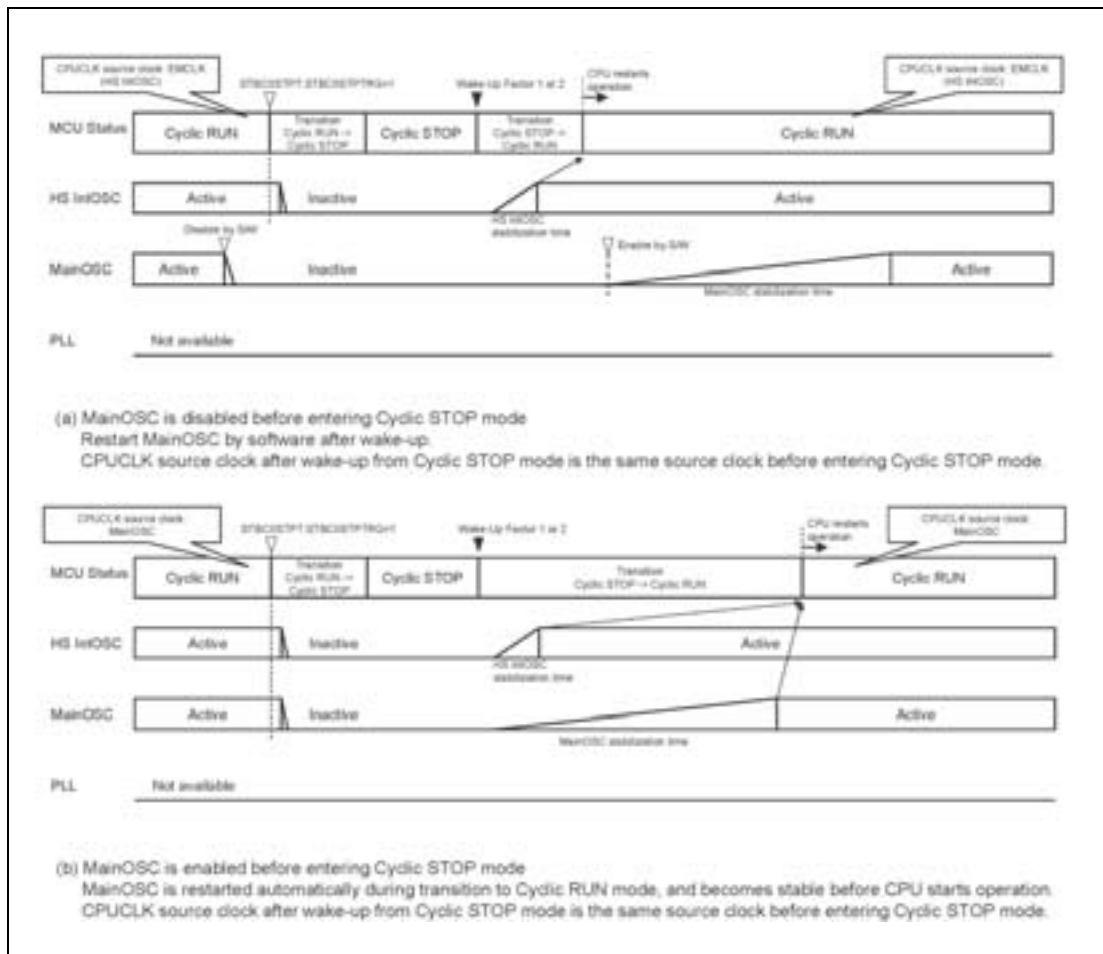 CPUCLK source clock: EMCLK
(HS IntOSC)
Wake-Up Factor 1 or 2
CPU restarts
operation
CPUCLK source clock: EMCLK
(HS IntOSC)
MCU Status
Cyclic RUN
Transition
Cyclic RUN →
Cyclic STOP
Cyclic STOP
Transition
Cyclic STOP →
Cyclic RUN
Cyclic RUN
HS IntOSC
Active
Inactive
Active
HS IntOSC
stabilization time
Disable by S/W
Enable by S/W
MainOSC
Active
Inactive
Active
MainOSC stabilization time
PLL
Not available
(a) MainOSC is disabled before entering Cyclic STOP mode
Restart MainOSC by software after wake-up.
CPUCLK source clock after wake-up from Cyclic STOP mode is the same source clock before entering Cyclic STOP mode.
CPUCLK source clock:
MainOSC
Wake-Up Factor 1 or 2
CPU restarts
operation
CPUCLK source clock:
MainOSC
MCU Status
Cyclic RUN
Transition
Cyclic RUN →
Cyclic STOP
Cyclic STOP
Transition
Cyclic STOP → Cyclic RUN
Cyclic RUN
HS IntOSC
Active
Inactive
Active
HS IntOSC
stabilization time
MainOSC
Active
Inactive
Active
MainOSC stabilization time
PLL
Not available
(b) MainOSC is enabled before entering Cyclic STOP mode
MainOSC is restarted automatically during transition to Cyclic RUN mode, and becomes stable before CPU starts operation.
CPUCLK source clock after wake-up from Cyclic STOP mode is the same source clock before entering Cyclic STOP mode.